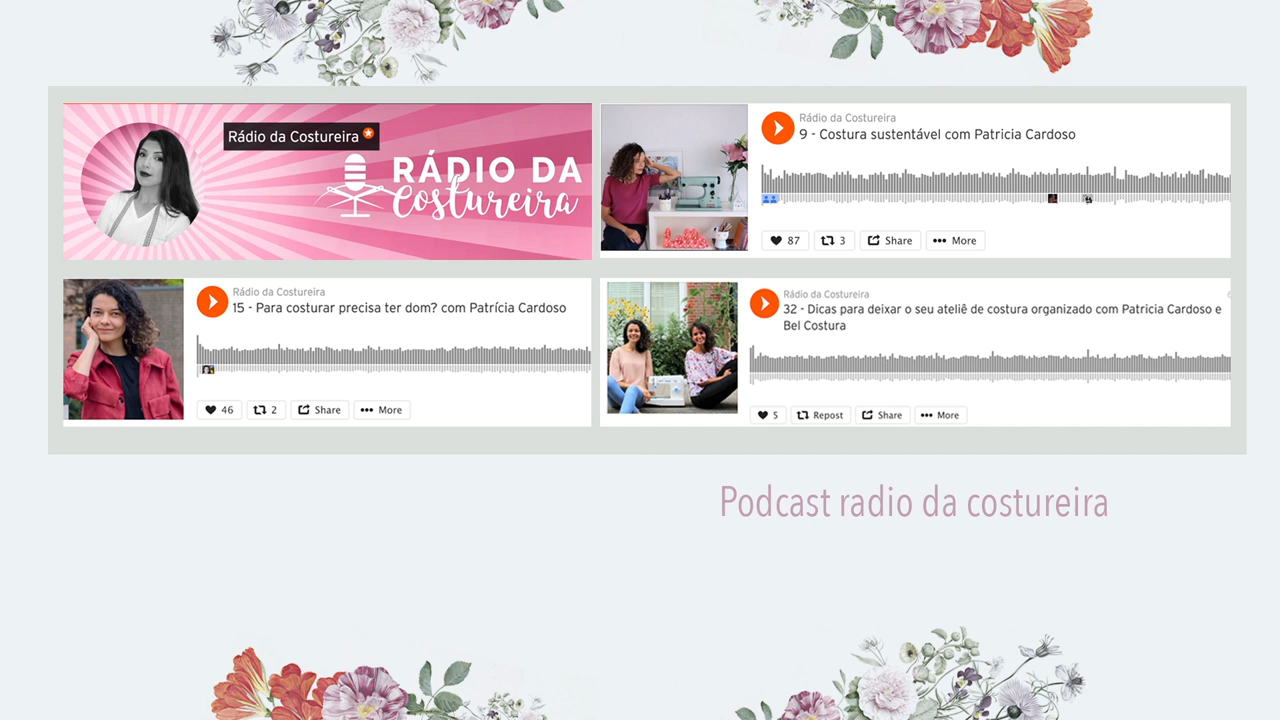 Rádio da Costureira
RÁDIO DA
Costureira
Rádio da Costureira
9 - Costura sustentável com Patricia Cardoso
87 3 Share More
Rádio da Costureira
15 - Para costurar precisa ter dom? com Patrícia Cardoso
46 2 Share More
Rádio da Costureira
32 - Dicas para deixar o seu ateliê de costura organizado com Patricia Cardoso e
Bel Costura
5 Repost Share More
Podcast radio da costureira